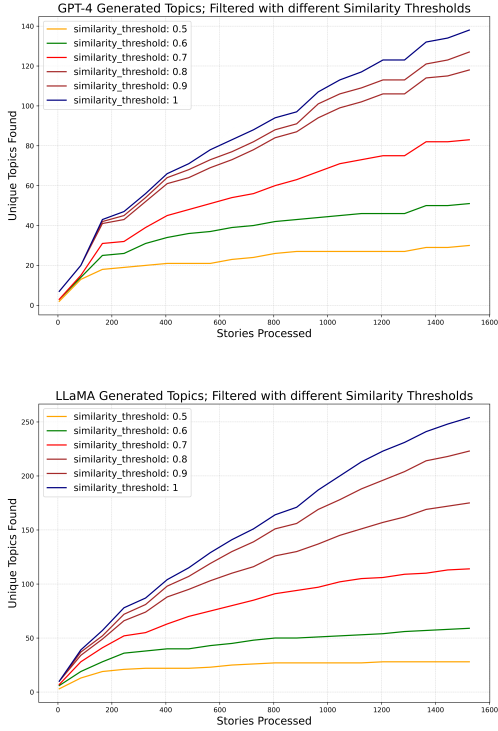 GPT-4 Generated Topics; Filtered with different Similarity Thresholds
140
120
100
80
60
40
20
0
Unique Topics Found
similarity_threshold: 0.5
similarity_threshold: 0.6
similarity_threshold: 0.7
similarity_threshold: 0.8
similarity_threshold: 0.9
similarity_threshold: 1
0 200 400 600 800 1000 1200 1400 1600
Stories Processed
LLaMA Generated Topics; Filtered with different Similarity Thresholds
250
200
150
100
50
0
Unique Topics Found
similarity_threshold: 0.5
similarity_threshold: 0.6
similarity_threshold: 0.7
similarity_threshold: 0.8
similarity_threshold: 0.9
similarity_threshold: 1
0 200 400 600 800 1000 1200 1400 1600
Stories Processed